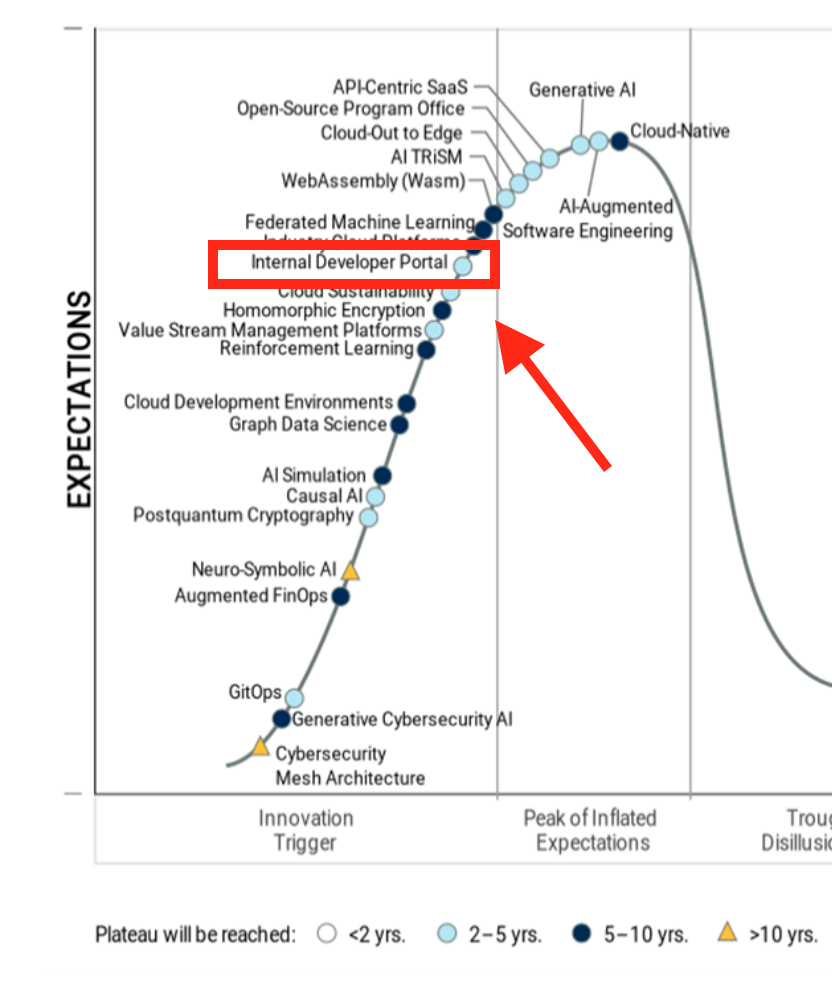 API-Centric SaaS
Generative AI
Open-Source Program Office
Cloud-Out to Edge
Cloud-Native
AI TRiSM
WebAssembly (Wasm)
AI-Augmented
Software Engineering
Federated Machine Learning
Industry Cloud Platforms
Internal Developer Portal
Cloud Sustainability
Homomorphic Encryption
Value Stream Management Platforms
Reinforcement Learning
Cloud Development Environments
Graph Data Science
AI Simulation
Causal AI
Postquantum Cryptography
Neuro-Symbolic AI
Augmented FinOps
GitOps
Generative Cybersecurity AI
Cybersecurity
Mesh Architecture
EXPECTATIONS
Innovation
Trigger
Peak of Inflated
Expectations
Troug
Disillusio
Plateau will be reached: <2 yrs. 2–5 yrs. 5–10 yrs. >10 yrs.